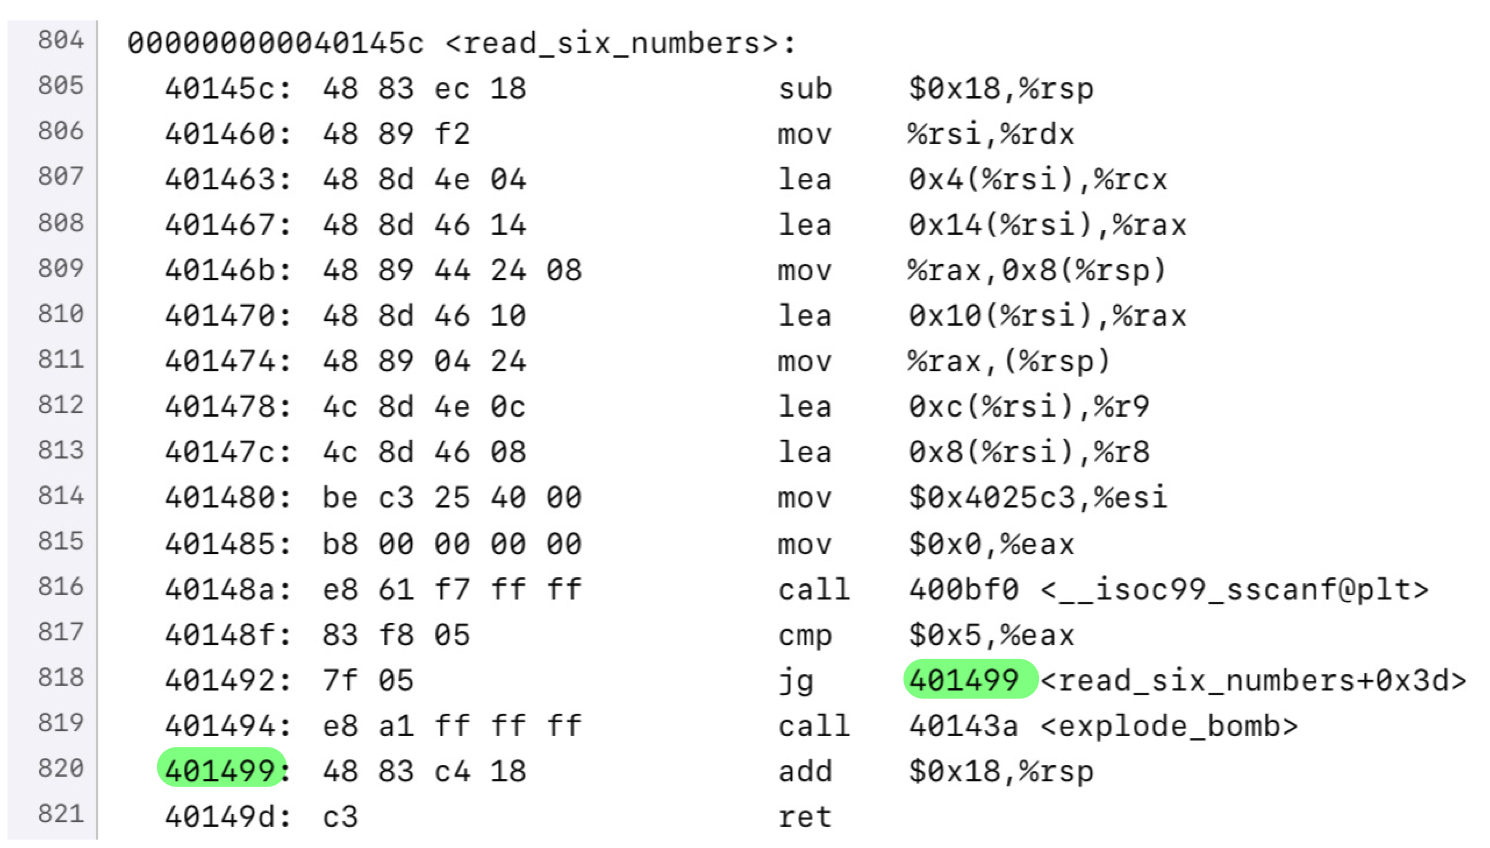 804 000000000040145c <read_six_numbers>:
805 40145c: 48 83 ec 18 sub $0x18,%rsp
806 401460: 48 89 f2 mov %rsi,%rdx
807 401463: 48 8d 4e 04 lea 0x4(%rsi),%rcx
808 401467: 48 8d 46 14 lea 0x14(%rsi),%rax
809 40146b: 48 89 44 24 08 mov %rax,0x8(%rsp)
810 401470: 48 8d 46 10 lea 0x10(%rsi),%rax
811 401474: 48 89 04 24 mov %rax,(%rsp)
812 401478: 4c 8d 4e 0c lea 0xc(%rsi),%r9
813 40147c: 4c 8d 46 08 lea 0x8(%rsi),%r8
814 401480: be c3 25 40 00 mov $0x4025c3,%esi
815 401485: b8 00 00 00 00 mov $0x0,%eax
816 40148a: e8 61 f7 ff ff call 400bf0 <__isoc99_sscanf@plt>
817 40148f: 83 f8 05 cmp $0x5,%eax
818 401492: 7f 05 jg 401499 <read_six_numbers+0x3d>
819 401494: e8 a1 ff ff ff call 40143a <explode_bomb>
820 401499: 48 83 c4 18 add $0x18,%rsp
821 40149d: c3 ret